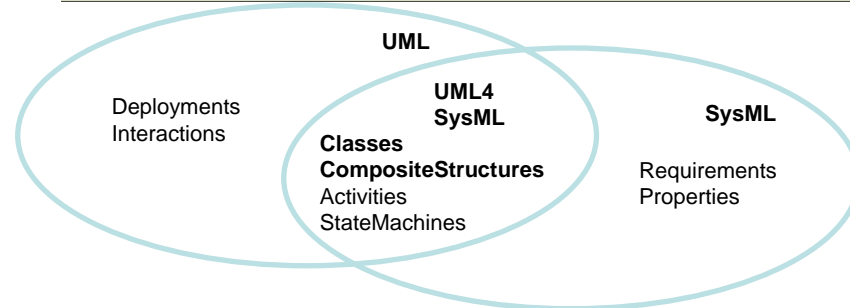 UML
Deployments
Interactions
UML4
SysML
Classes
CompositeStructures
Activities
StateMachines
SysML
Requirements
Properties